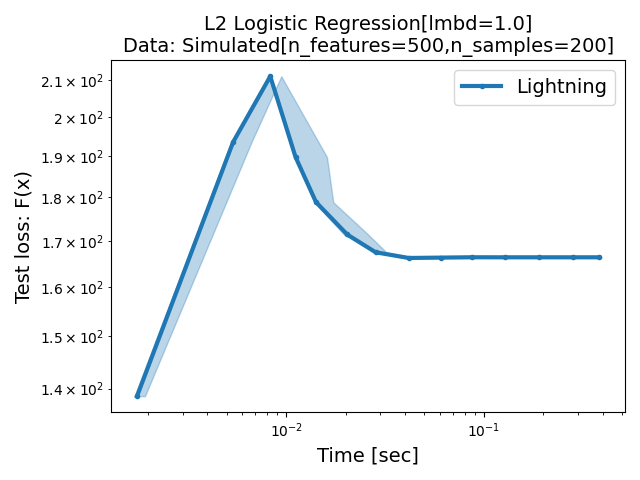 L2 Logistic Regression[lmbd=1.0]
Data: Simulated[n_features=500,n_samples=200]
Lightning
Test loss: F(x)
2.1 × 10²
2 × 10²
1.9 × 10²
1.8 × 10²
1.7 × 10²
1.6 × 10²
1.5 × 10²
1.4 × 10²
10⁻²
10⁻¹
Time [sec]